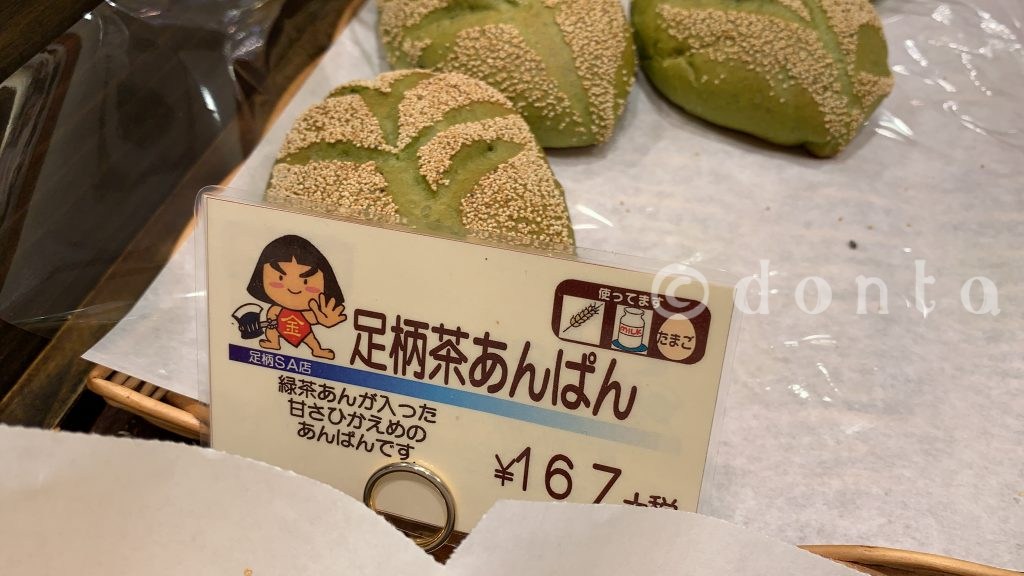 使ってます
MILK
たまご
金
足柄茶あんぱん
足柄SA店
緑茶あんが入った
甘さひかえめの
あんぱんです
¥167+税
©donta